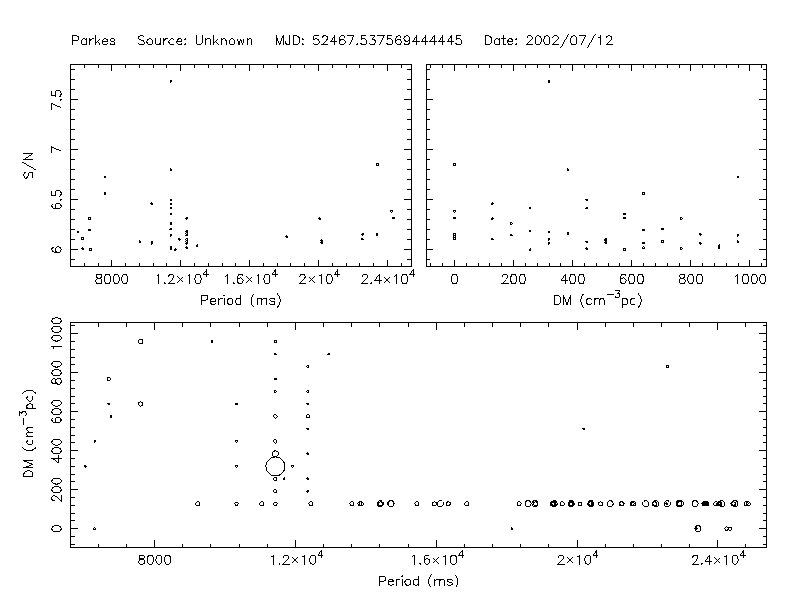 Parkes Source: Unknown MJD: 52467.537569444445 Date: 2002/07/12
S/N
7.5
7
6.5
6
8000 1.2×10⁴ 1.6×10⁴ 2×10⁴ 2.4×10⁴
Period (ms)
0 200 400 600 800 1000
DM (cm⁻³pc)
DM (cm⁻³pc)
1000
800
600
400
200
0
8000 1.2×10⁴ 1.6×10⁴ 2×10⁴ 2.4×10⁴
Period (ms)